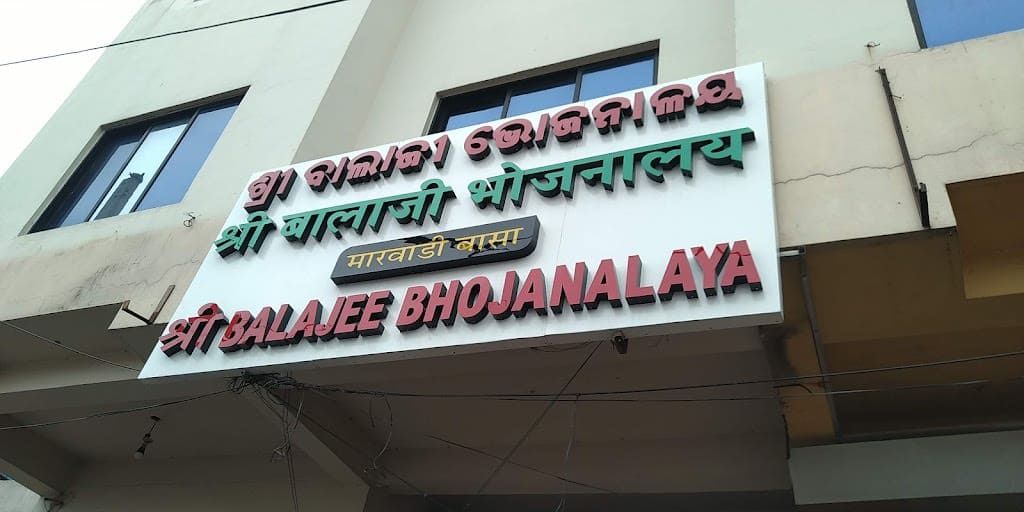 ଶ୍ରୀ ବାଲାଜୀ ଭୋଜନାଳୟ
श्री बालाजी भोजनालय
मारवाडी बासा
श्री BALAJEE BHOJANALAYA